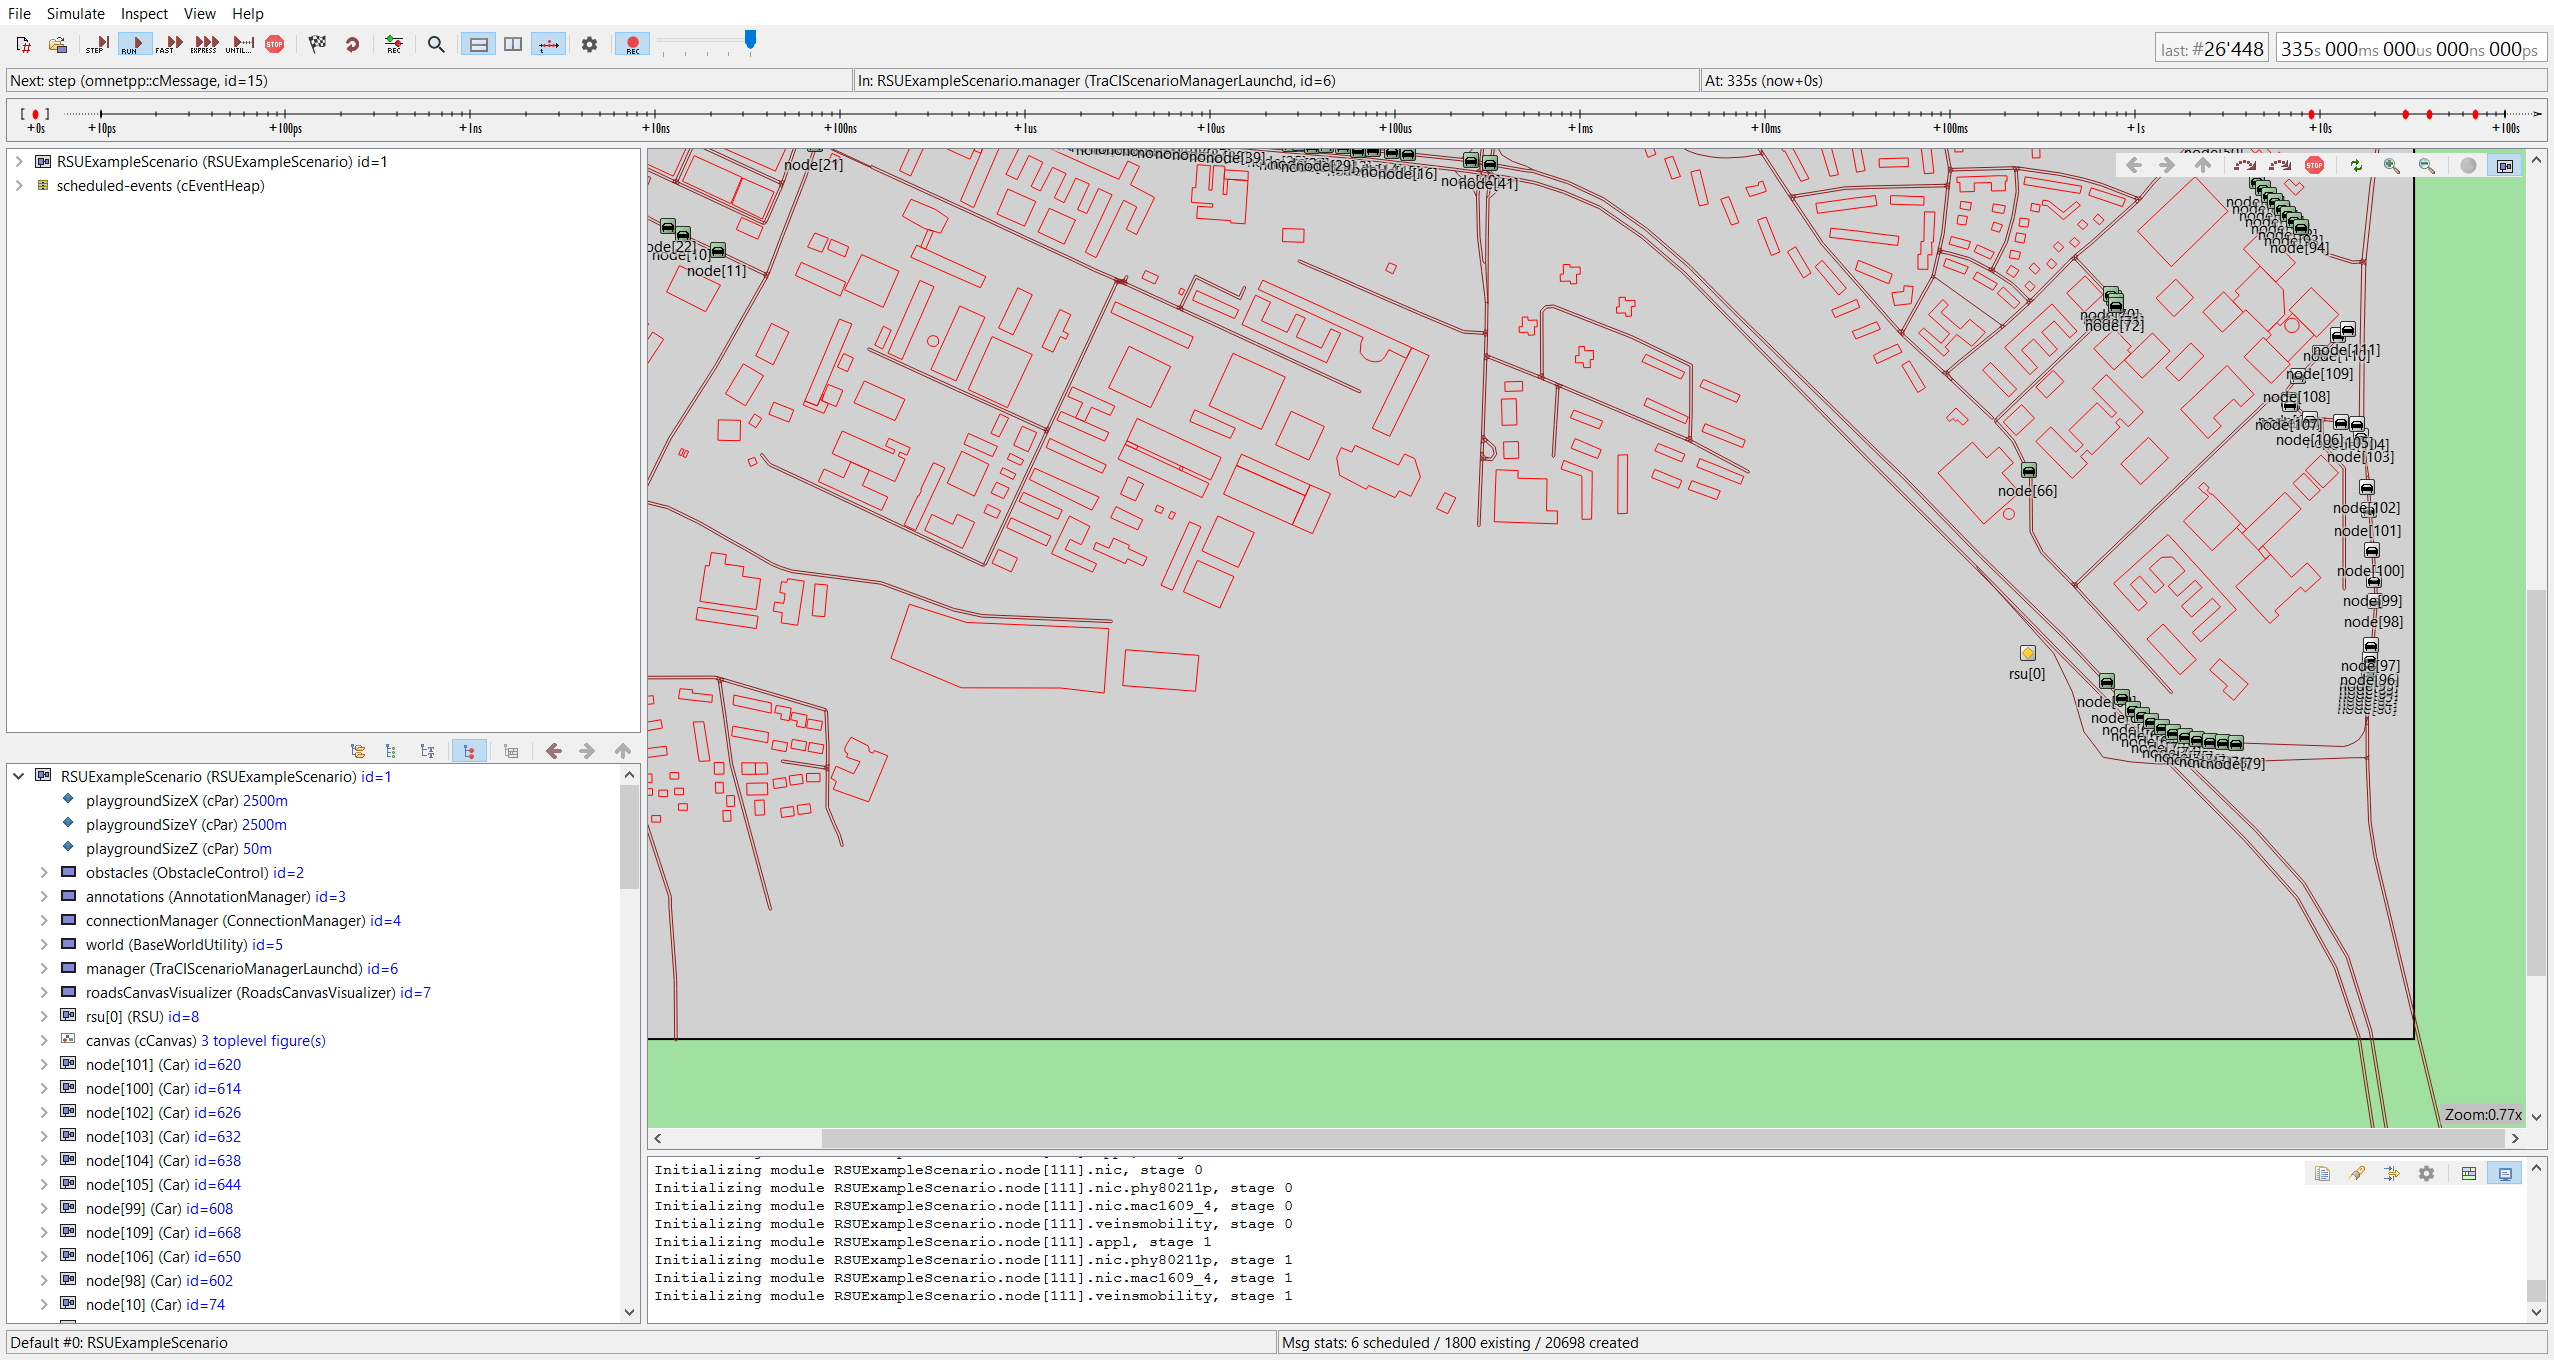 File Simulate Inspect View Help
STEP RUN FAST EXPRESS UNTIL... STOP REC REC
last: #26'448 335s 000ms 000us 000ns 000ps
Next: step (omnetpp::cMessage, id=15) In: RSUExampleScenario.manager (TraCIScenarioManagerLaunchd, id=6) At: 335s (now+0s)
+0s +10ps +100ps +1ns +10ns +100ns +1us +10us +100us +1ms +10ms +100ms +1s +10s +100s
RSUExampleScenario (RSUExampleScenario) id=1
scheduled-events (cEventHeap)
RSUExampleScenario (RSUExampleScenario) id=1
playgroundSizeX (cPar) 2500m
playgroundSizeY (cPar) 2500m
playgroundSizeZ (cPar) 50m
obstacles (ObstacleControl) id=2
annotations (AnnotationManager) id=3
connectionManager (ConnectionManager) id=4
world (BaseWorldUtility) id=5
manager (TraCIScenarioManagerLaunchd) id=6
roadsCanvasVisualizer (RoadsCanvasVisualizer) id=7
rsu[0] (RSU) id=8
canvas (cCanvas) 3 toplevel figure(s)
node[101] (Car) id=620
node[100] (Car) id=614
node[102] (Car) id=626
node[103] (Car) id=632
node[104] (Car) id=638
node[105] (Car) id=644
node[99] (Car) id=608
node[109] (Car) id=668
node[106] (Car) id=650
node[98] (Car) id=602
node[10] (Car) id=74
node[21]
node[39]
node[29]
node[16]
node[41]
STOP
node[94]
node[11]
node[72]
node[111]
node[109]
node[108]
node[107]
node[106]
node[103]
node[66]
node[102]
node[101]
node[100]
node[99]
node[98]
node[97]
node[96]
rsu[0]
node[79]
Zoom:0.77x
Initializing module RSUExampleScenario.node[111].nic, stage 0
Initializing module RSUExampleScenario.node[111].nic.phy80211p, stage 0
Initializing module RSUExampleScenario.node[111].nic.mac1609_4, stage 0
Initializing module RSUExampleScenario.node[111].veinsmobility, stage 0
Initializing module RSUExampleScenario.node[111].appl, stage 1
Initializing module RSUExampleScenario.node[111].nic.phy80211p, stage 1
Initializing module RSUExampleScenario.node[111].nic.mac1609_4, stage 1
Initializing module RSUExampleScenario.node[111].veinsmobility, stage 1
Default #0: RSUExampleScenario Msg stats: 6 scheduled / 1800 existing / 20698 created